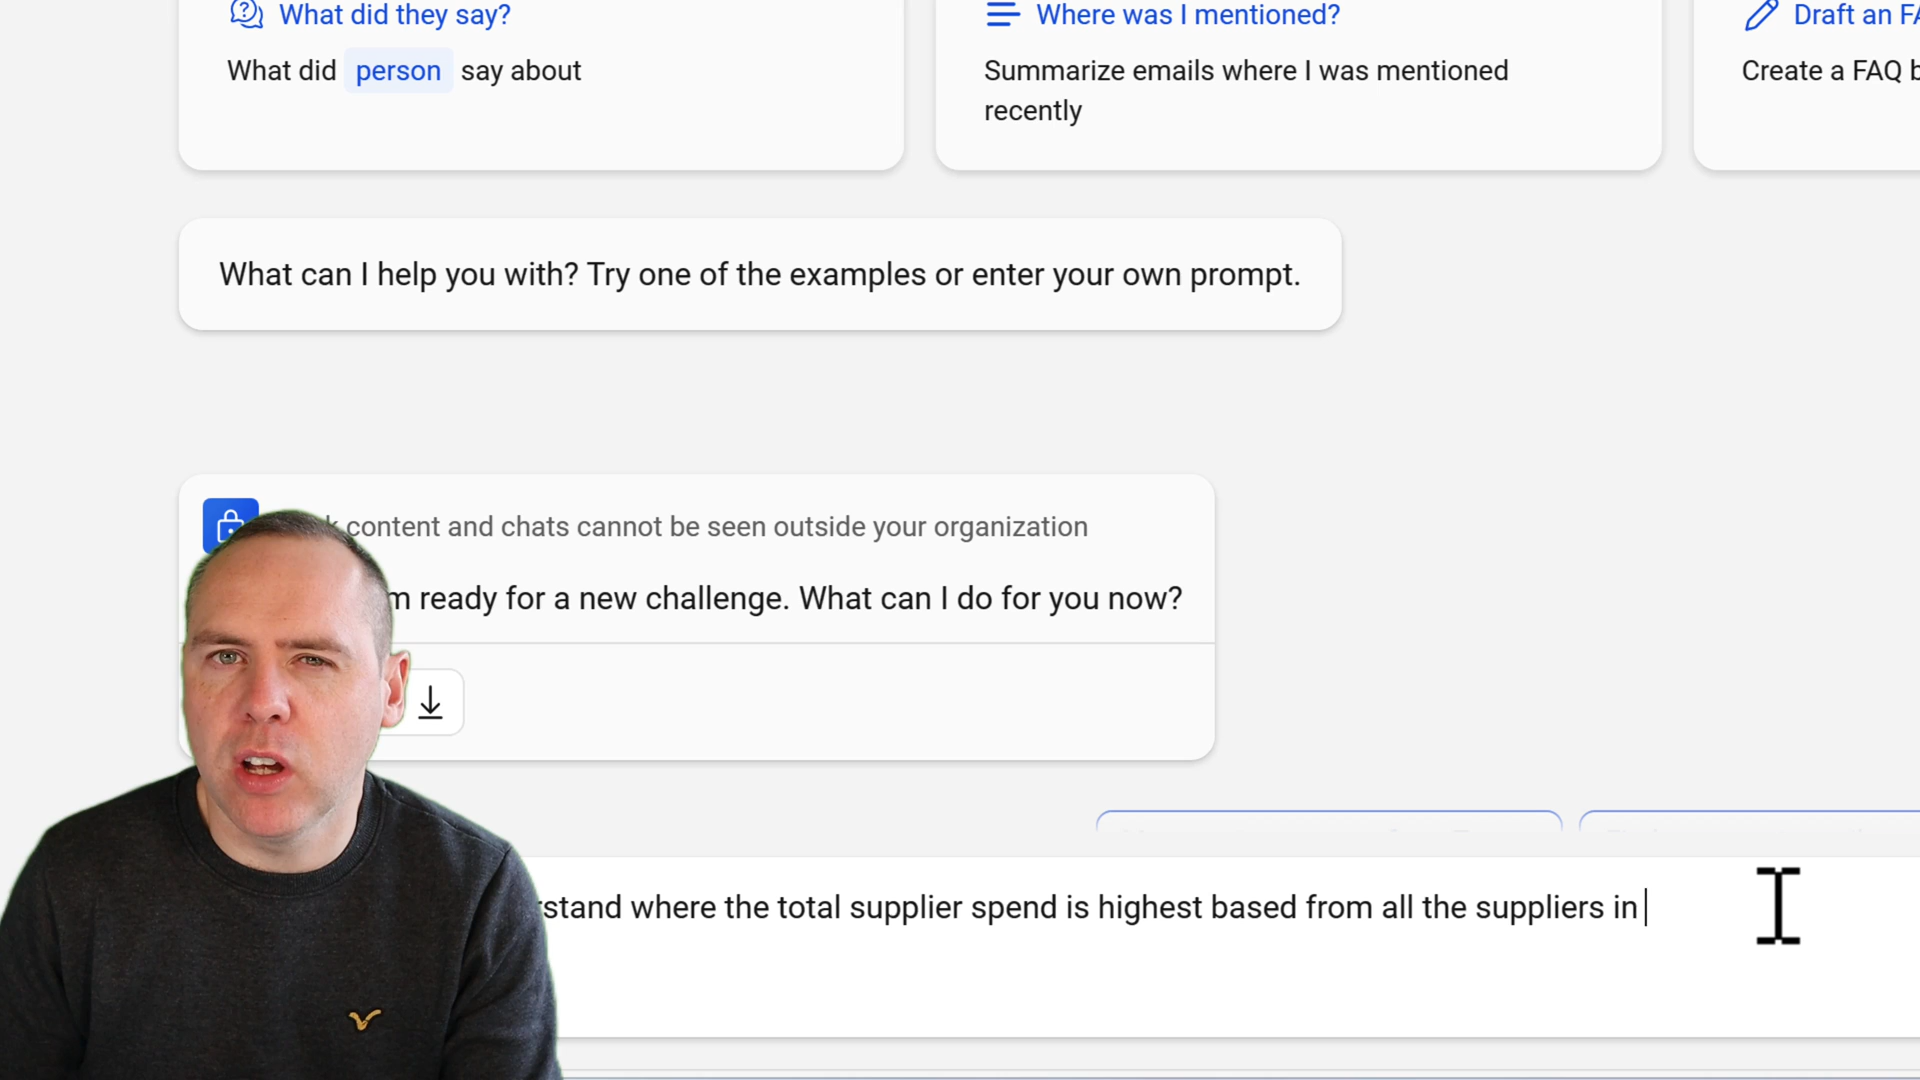 What did they say?
What did person say about
Where was I mentioned?
Summarize emails where I was mentioned
recently
Draft an
Create a FAQ
What can I help you with? Try one of the examples or enter your own prompt.
content and chats cannot be seen outside your organization
ready for a new challenge. What can I do for you now?
where the total supplier spend is highest based from all the suppliers in